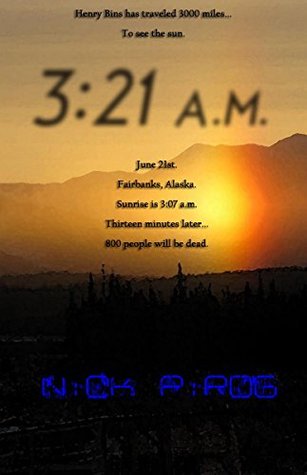 Henry Bins has traveled 3000 miles...
To see the sun.
3:21 A.M.
June 21st.
Fairbanks, Alaska.
Sunrise is 3:07 a.m.
Thirteen minutes later...
800 people will be dead.
NiCK PiROG